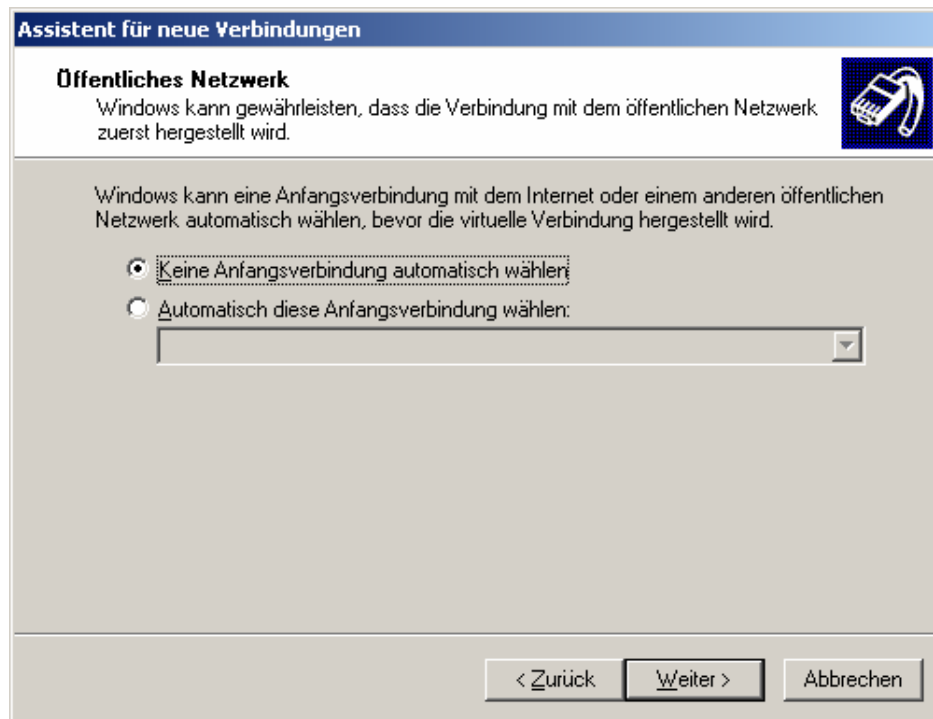 Assistent für neue Verbindungen
Öffentliches Netzwerk
Windows kann gewährleisten, dass die Verbindung mit dem öffentlichen Netzwerk
zuerst hergestellt wird.
Windows kann eine Anfangsverbindung mit dem Internet oder einem anderen öffentlichen
Netzwerk automatisch wählen, bevor die virtuelle Verbindung hergestellt wird.
Keine Anfangsverbindung automatisch wählen
Automatisch diese Anfangsverbindung wählen:
< Zurück Weiter > Abbrechen